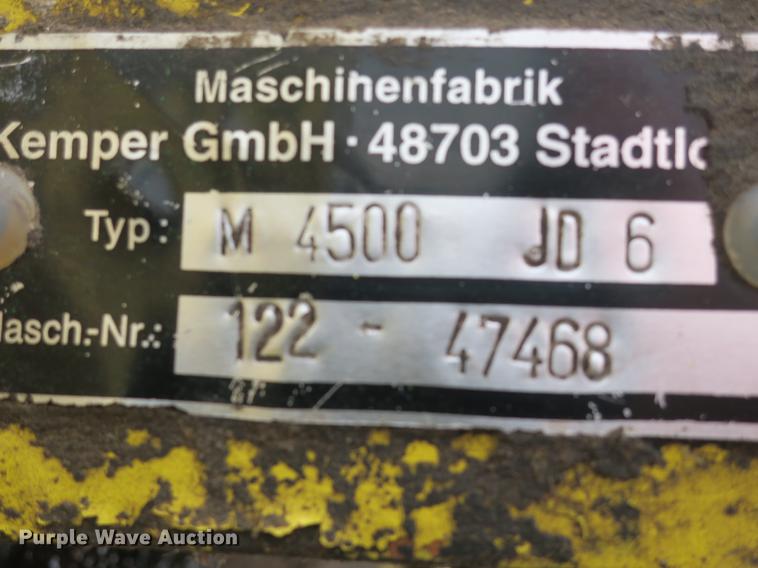 Maschinenfabrik
Kemper GmbH · 48703 Stadtlo
Typ: M 4500 JD 6
Masch.-Nr.: 122 - 47468
Purple Wave Auction